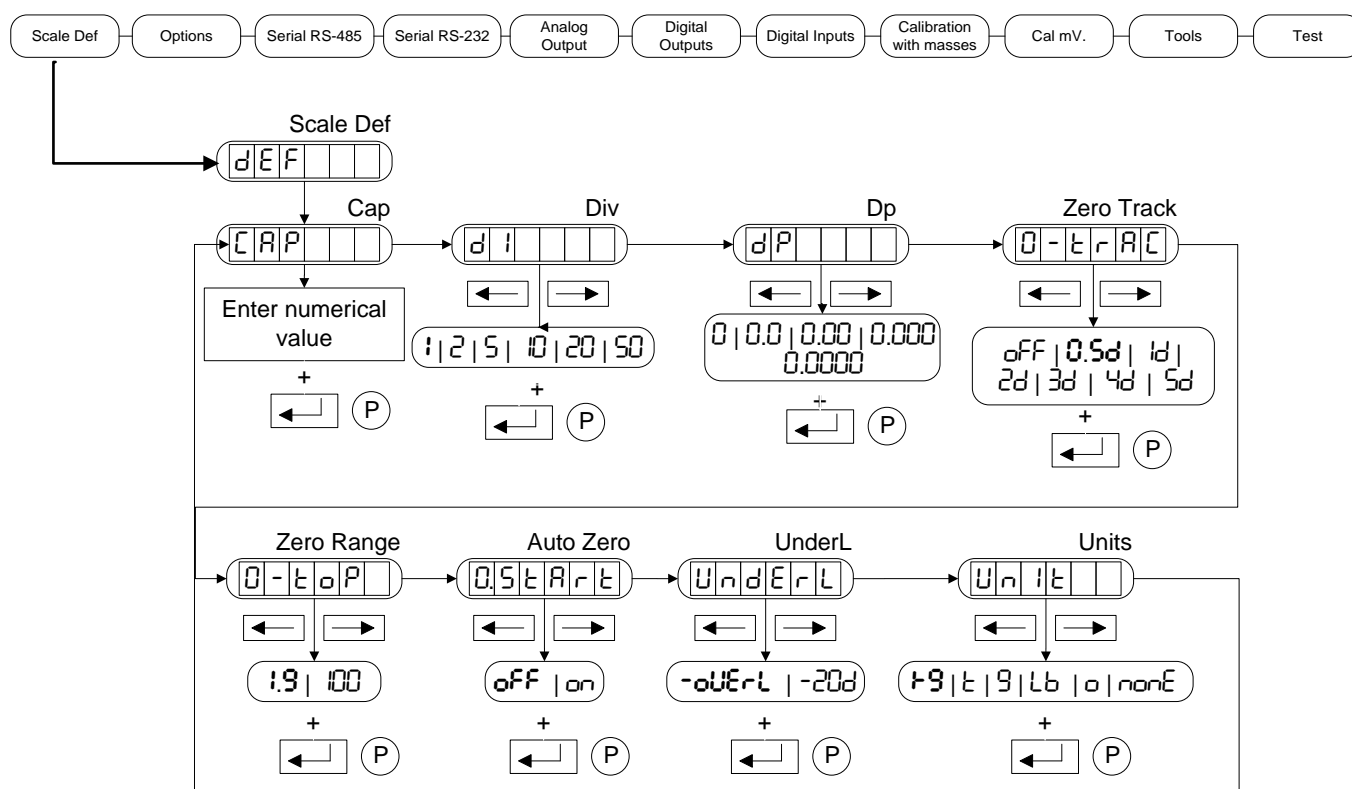 Scale Def
Options
Serial RS-485
Serial RS-232
Analog
Output
Digital
Outputs
Digital Inputs
Calibration
with masses
Cal mV.
Tools
Test
Scale Def
dEF
Cap
Div
Dp
Zero Track
CAP
dI
dP
0-trAC
Enter numerical
value
1|2|5|10|20|50
0|0.0|0.00|0.000
0.0000
oFF|0.5d|1d|
2d|3d|4d|5d
+
P
+
P
+
P
+
P
Zero Range
Auto Zero
UnderL
Units
0-toP
0.StArt
UndErL
UnIt
1.9|100
oFF|on
-oUErL|-20d
kg|t|g|Lb|o|nonE
+
P
+
P
+
P
+
P